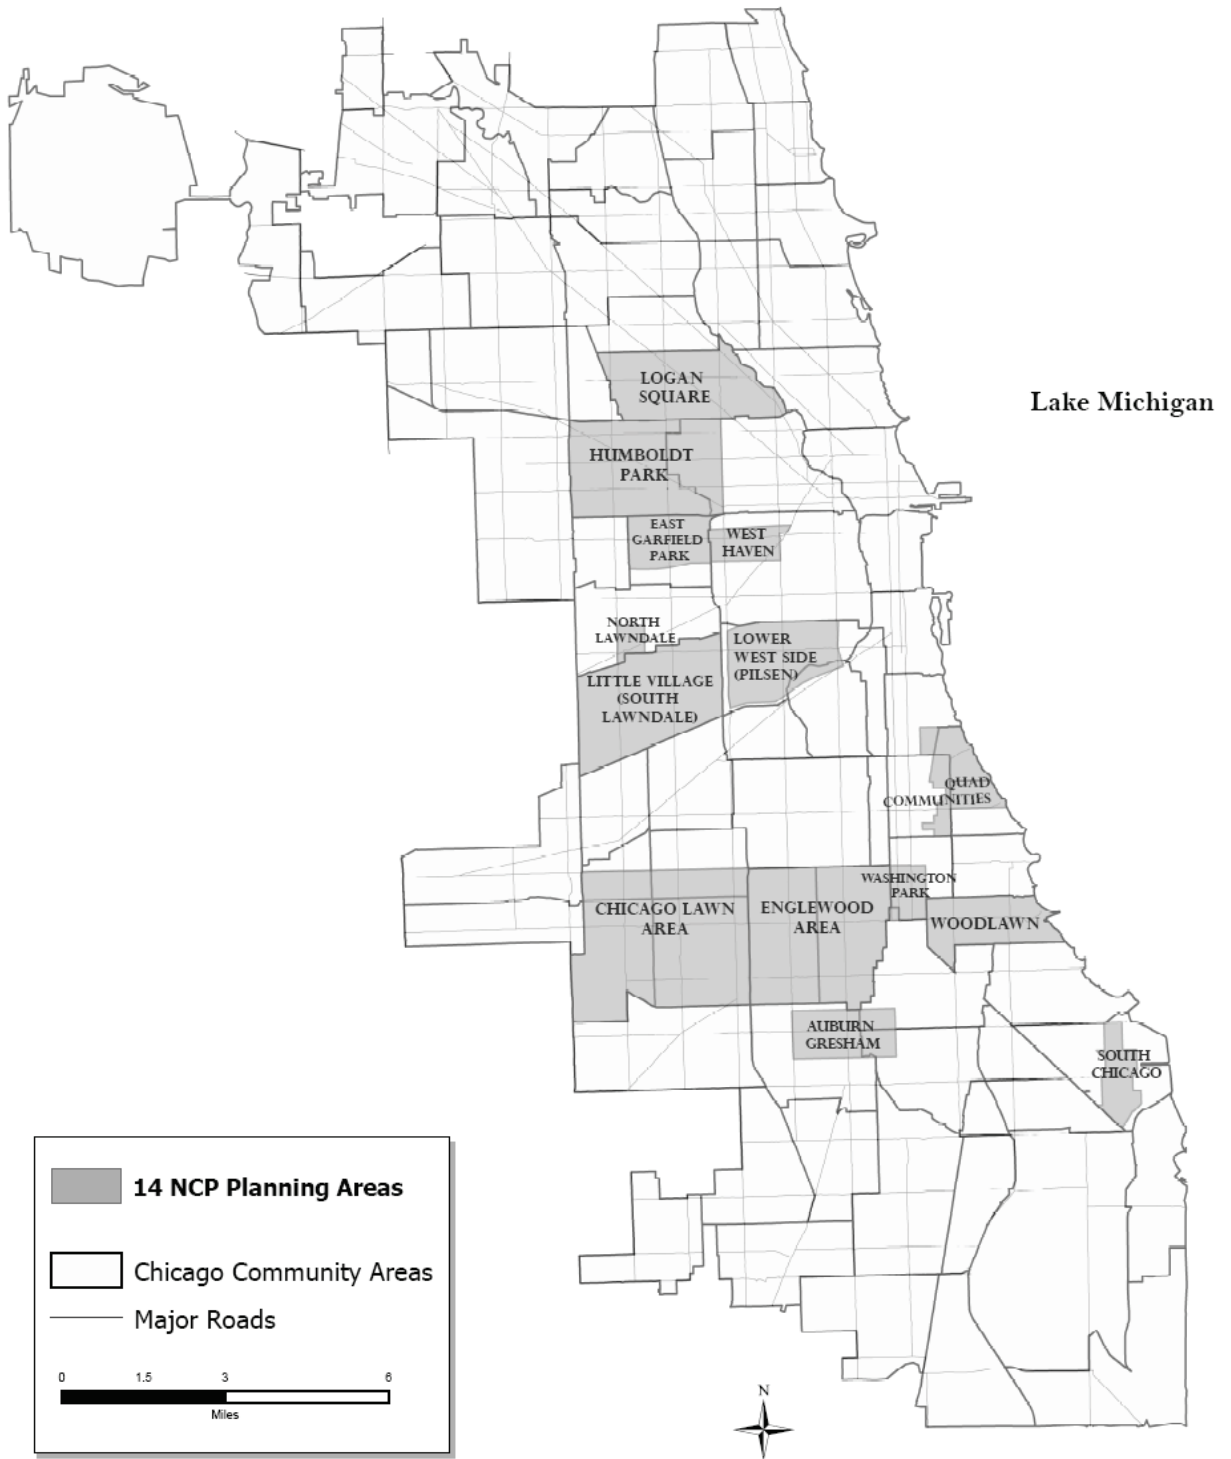 Lake Michigan
LOGAN
SQUARE
HUMBOLDT
PARK
EAST
GARFIELD
PARK
WEST
HAVEN
NORTH
LAWNDALE
LOWER
WEST SIDE
(PILSEN)
LITTLE VILLAGE
(SOUTH
LAWNDALE)
QUAD
COMMUNITIES
WASHINGTON
PARK
CHICAGO LAWN
AREA
ENGLEWOOD
AREA
WOODLAWN
AUBURN
GRESHAM
SOUTH
CHICAGO
14 NCP Planning Areas
Chicago Community Areas
Major Roads
0 1.5 3 6
Miles
N